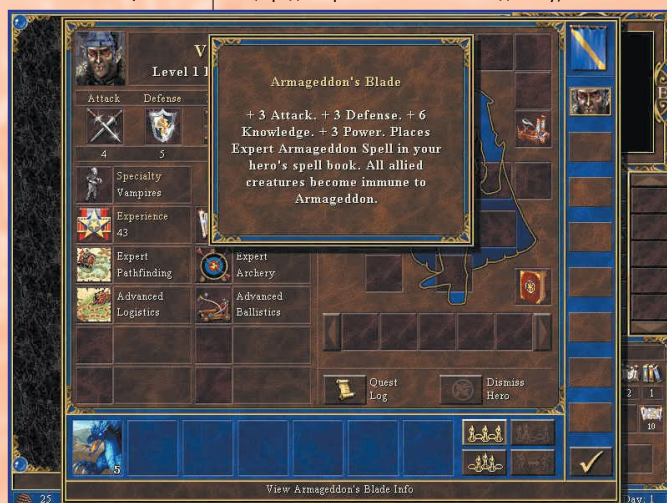 V
Level 1
Attack Defense
4 5
Armageddon's Blade
+ 3 Attack. + 3 Defense. + 6
Knowledge. + 3 Power. Places
Expert Armageddon Spell in your
hero's spell book. All allied
creatures become immune to
Armageddon.
Specialty
Vampires
Experience
43
Expert
Pathfinding
Expert
Archery
Advanced
Logistics
Advanced
Ballistics
Quest
Log
Dismiss
Hero
5
View Armageddon's Blade Info
25
2 1
10
Day